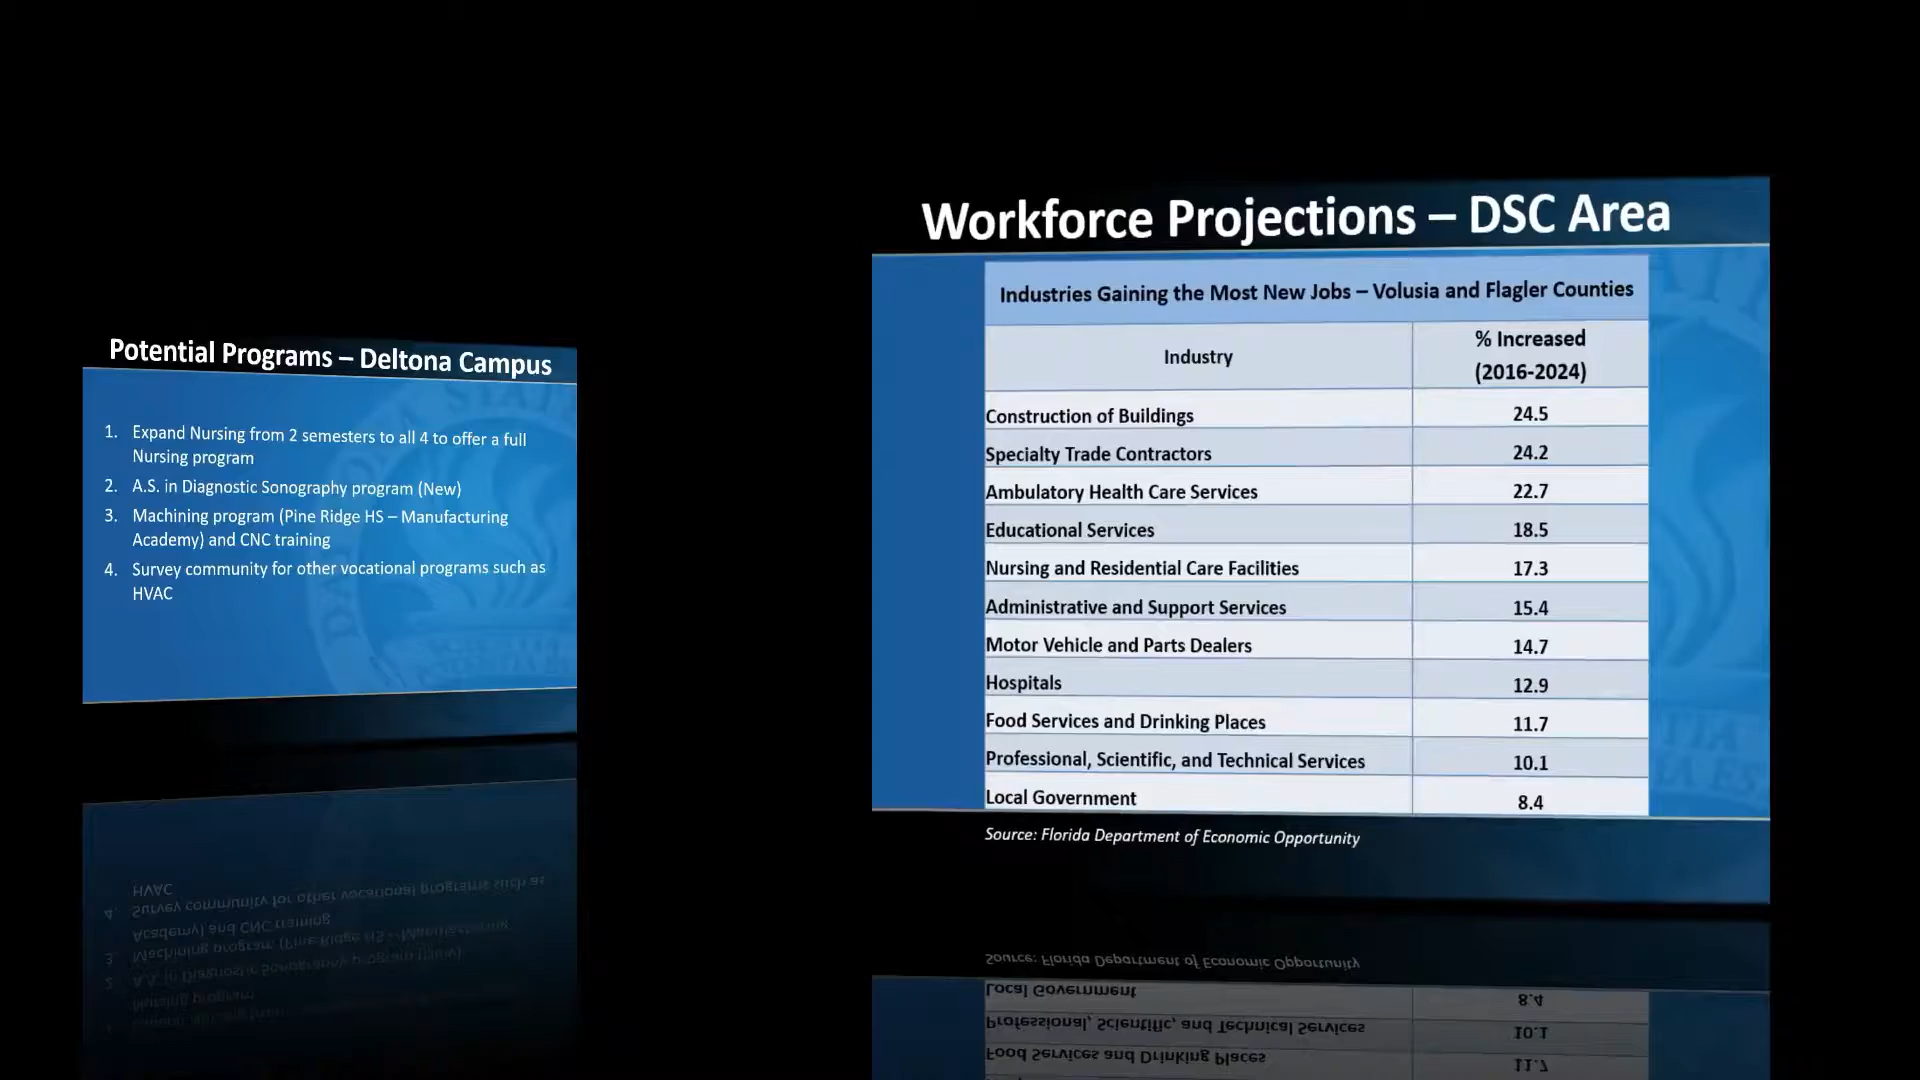 Potential Programs – Deltona Campus
1. Expand Nursing from 2 semesters to all 4 to offer a full
Nursing program
2. A.S. in Diagnostic Sonography program (New)
3. Machining program (Pine Ridge HS – Manufacturing
Academy) and CNC training
4. Survey community for other vocational programs such as
HVAC
Workforce Projections – DSC Area
Industries Gaining the Most New Jobs – Volusia and Flagler Counties
Industry % Increased
(2016-2024)
Construction of Buildings 24.5
Specialty Trade Contractors 24.2
Ambulatory Health Care Services 22.7
Educational Services 18.5
Nursing and Residential Care Facilities 17.3
Administrative and Support Services 15.4
Motor Vehicle and Parts Dealers 14.7
Hospitals 12.9
Food Services and Drinking Places 11.7
Professional, Scientific, and Technical Services 10.1
Local Government 8.4
Source: Florida Department of Economic Opportunity